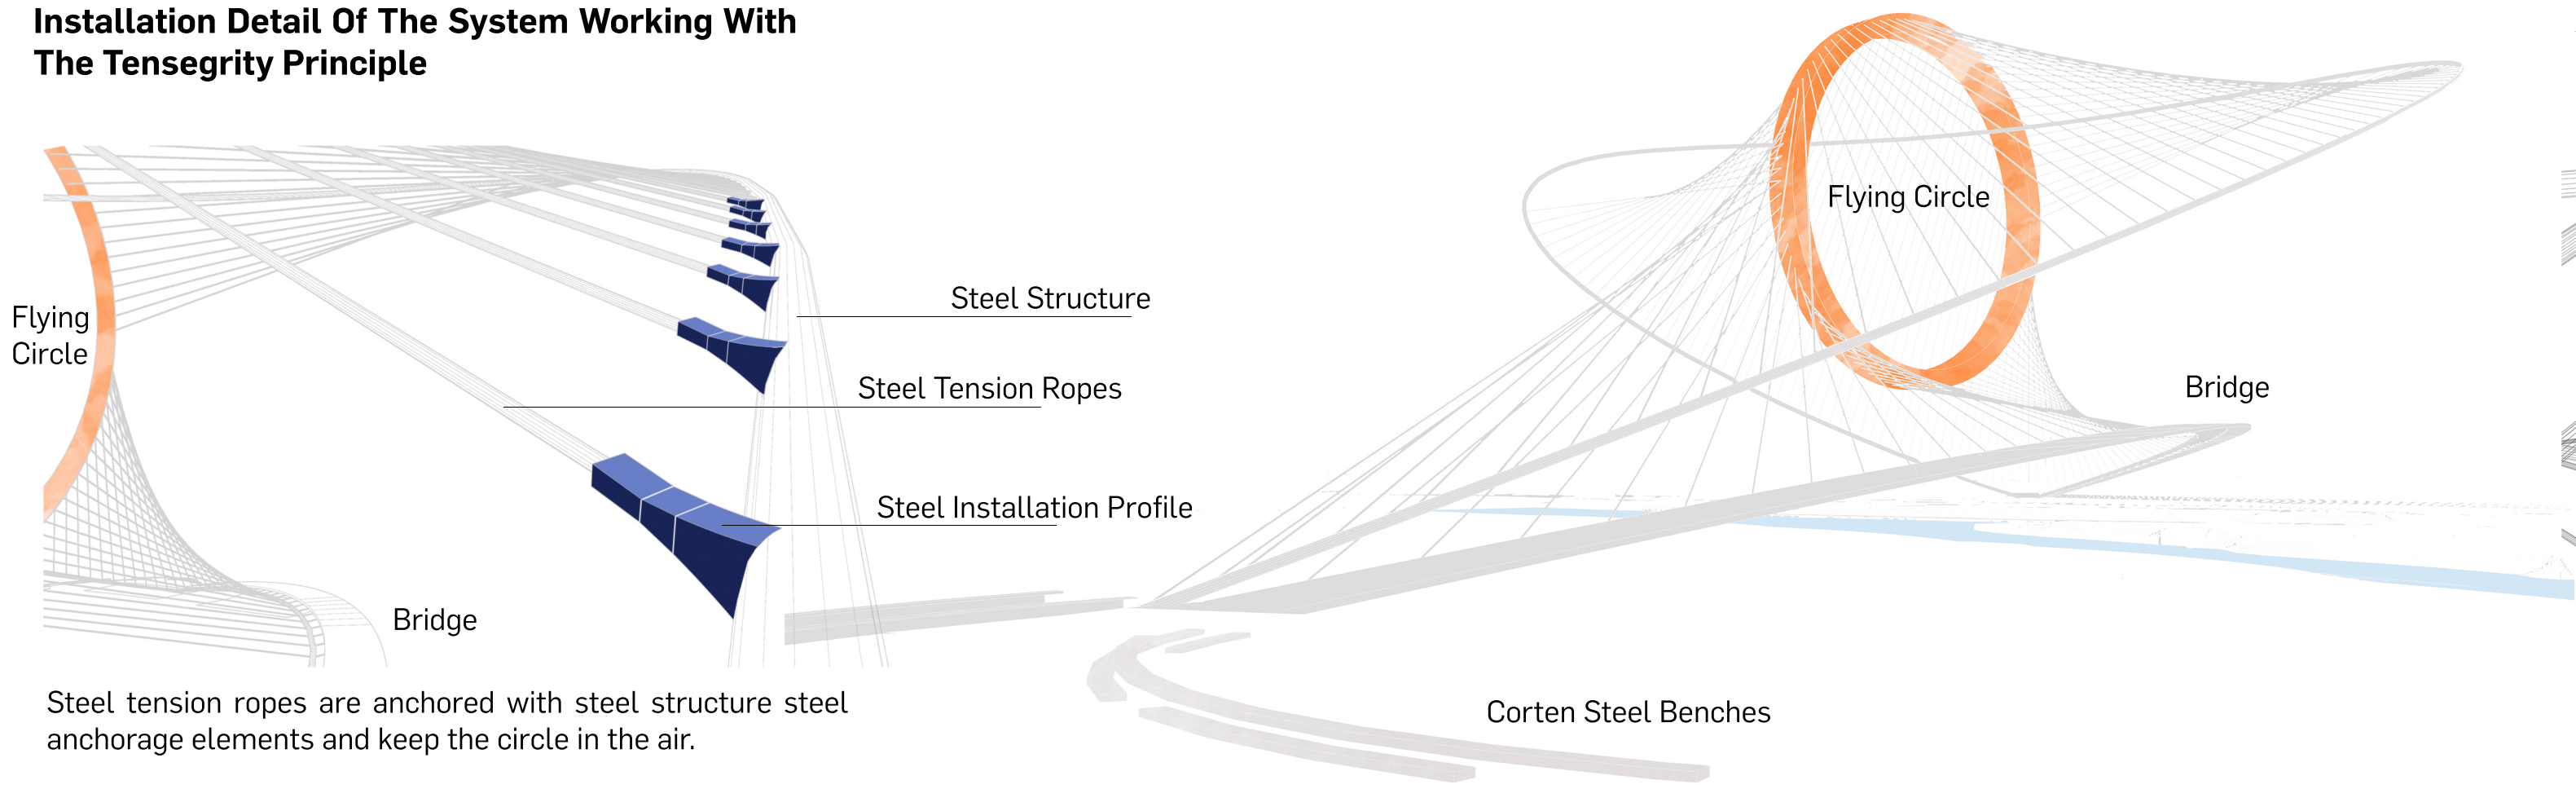 Installation Detail Of The System Working With
The Tensegrity Principle
Flying
Circle
Steel Structure
Steel Tension Ropes
Steel Installation Profile
Bridge
Steel tension ropes are anchored with steel structure steel
anchorage elements and keep the circle in the air.
Flying Circle
Bridge
Corten Steel Benches